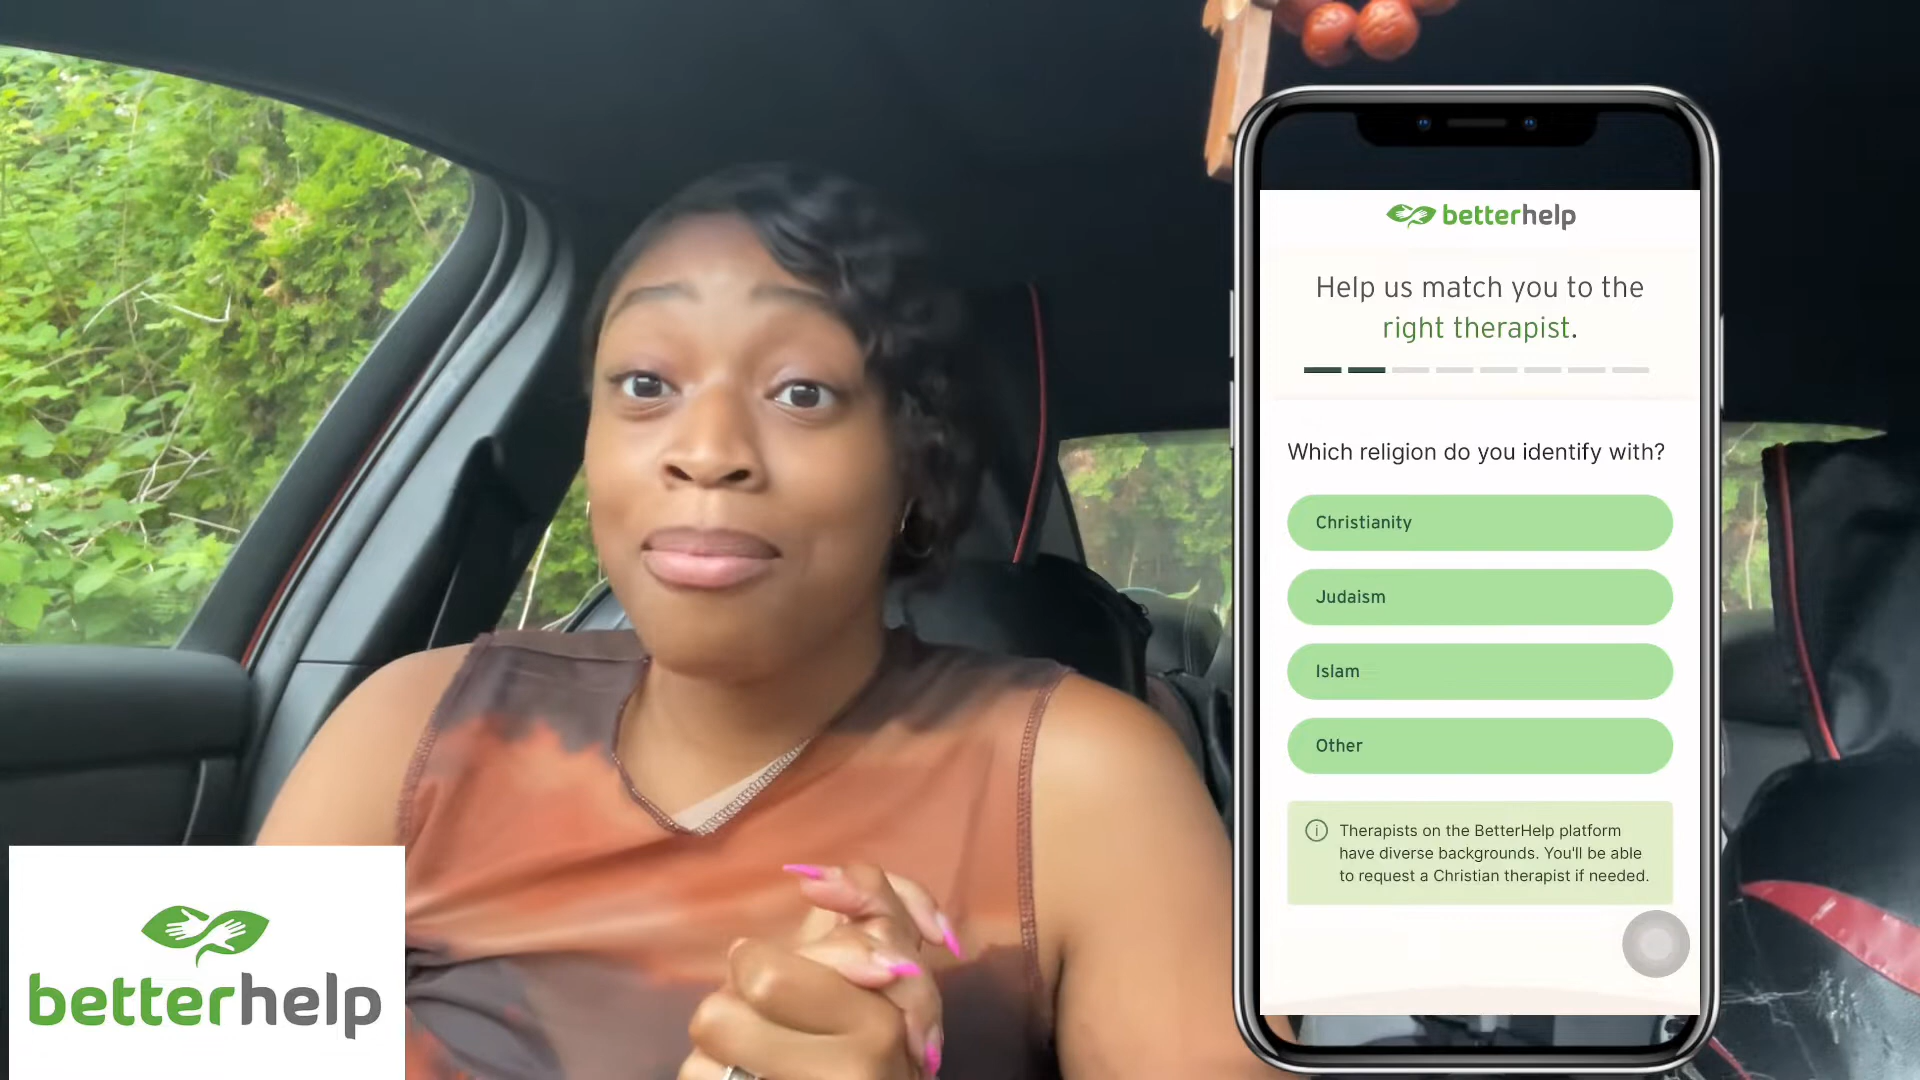 betterhelp
Help us match you to the
right therapist.
Which religion do you identify with?
Christianity
Judaism
Islam
Other
Therapists on the BetterHelp platform
have diverse backgrounds. You'll be able
to request a Christian therapist if needed.
betterhelp